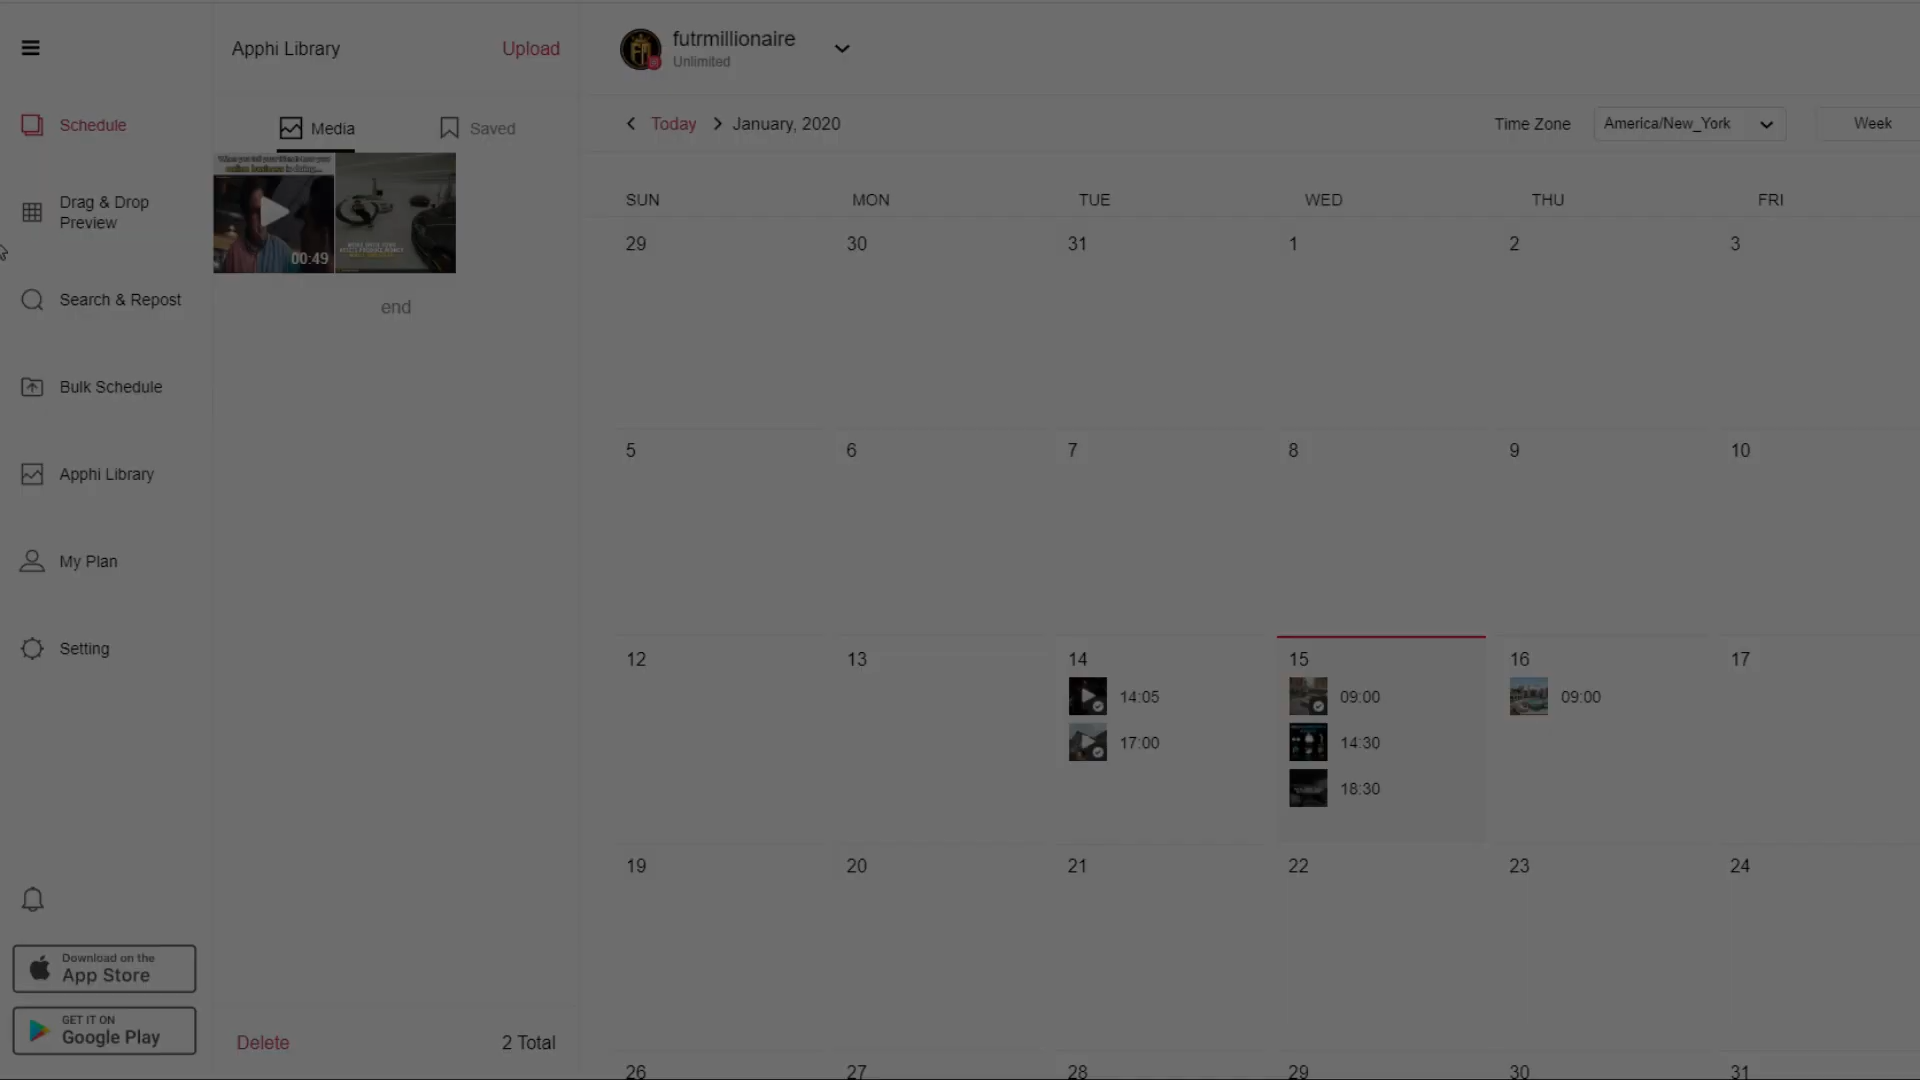 Apphi Library
Upload
futrmillionaire
Unlimited
Schedule
Media
Saved
Today
January, 2020
Time Zone
America/New_York
Week
Drag & Drop
Preview
00:49
end
Search & Repost
Bulk Schedule
Apphi Library
My Plan
Setting
SUN MON TUE WED THU FRI
29 30 31 1 2 3
5 6 7 8 9 10
12 13 14 15 16 17
14:05 09:00 09:00
17:00 14:30
18:30
19 20 21 22 23 24
26 27 28 29 30 31
Download on the
App Store
GET IT ON
Google Play
Delete
2 Total